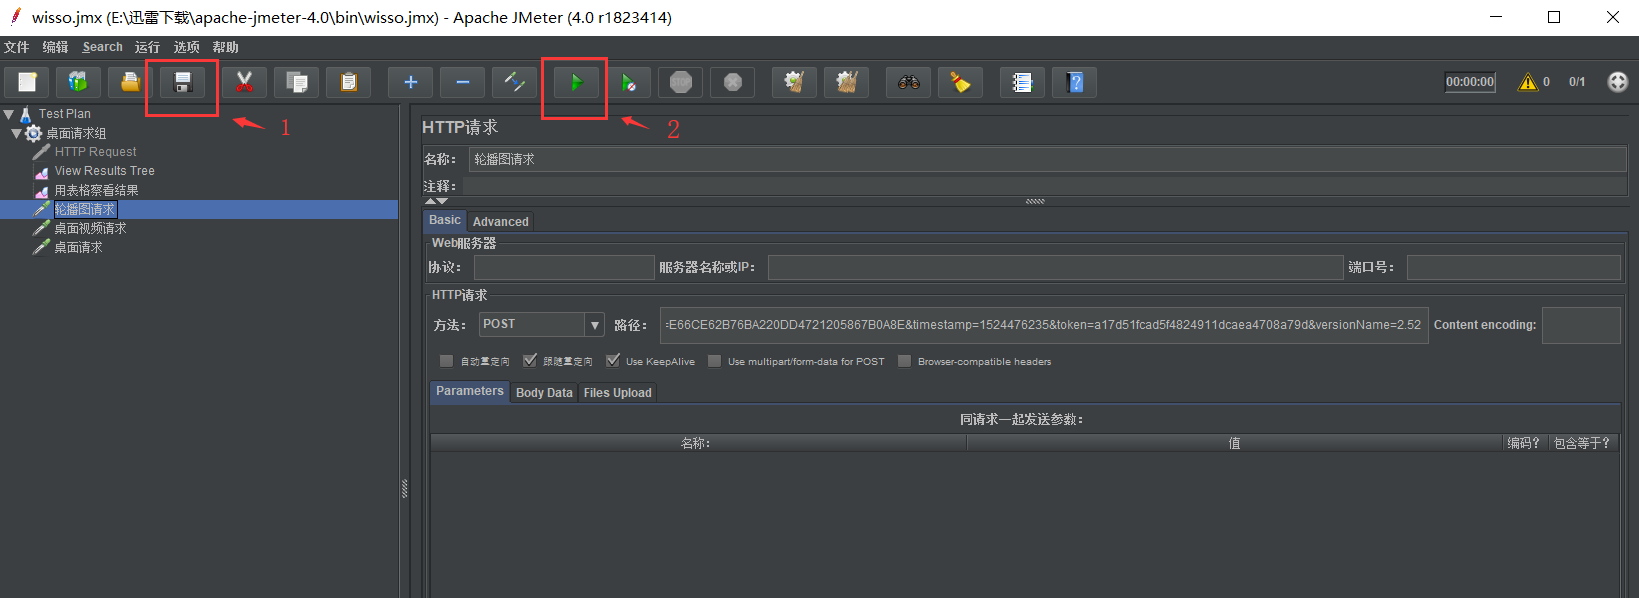 wisso.jmx (E:\迅雷下载\apache-jmeter-4.0\bin\wisso.jmx) - Apache JMeter (4.0 r1823414)
文件 编辑 Search 运行 选项 帮助
STOP
00:00:00 0 0/1
1
2
Test Plan
桌面请求组
HTTP Request
View Results Tree
用表格察看结果
轮播图请求
桌面视频请求
桌面请求
HTTP请求
名称： 轮播图请求
注释：
Basic Advanced
Web服务器
协议： 服务器名称或IP： 端口号：
HTTP请求
方法： POST 路径： =E66CE62B76BA220DD4721205867B0A8E&timestamp=1524476235&token=a17d51fcad5f4824911dcaea4708a79d&versionName=2.52 Content encoding:
自动重定向 跟随重定向 Use KeepAlive Use multipart/form-data for POST Browser-compatible headers
Parameters Body Data Files Upload
同请求一起发送参数：
名称： 值 编码？ 包含等于？